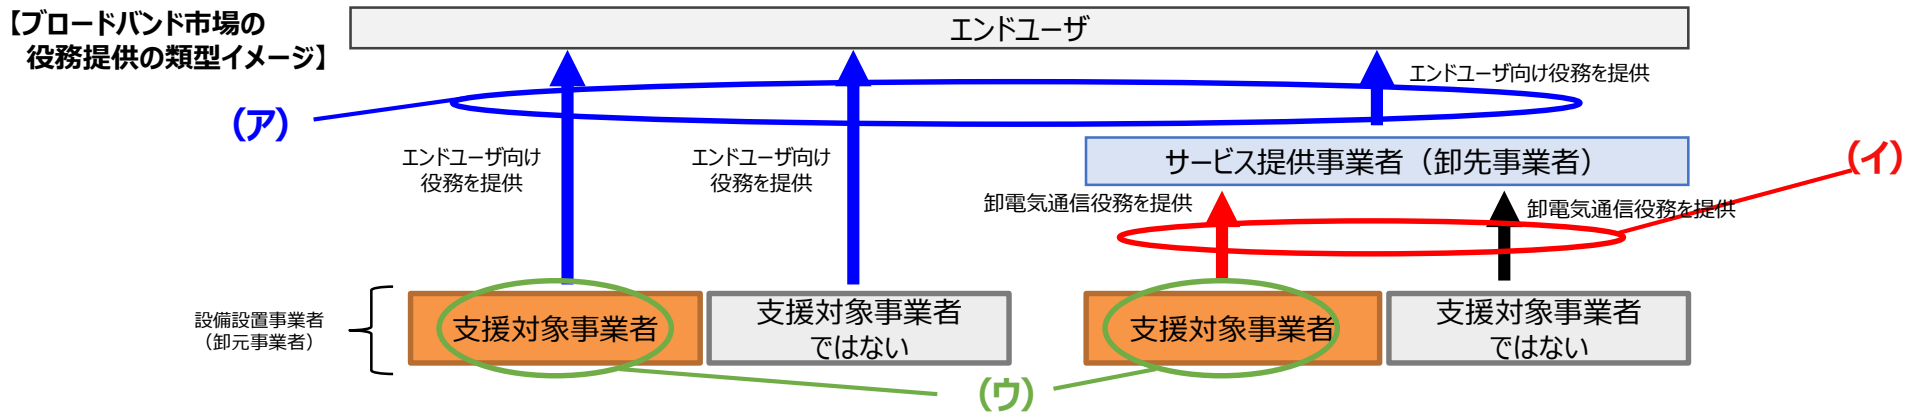 【ブロードバンド市場の
役務提供の類型イメージ】
エンドユーザ
エンドユーザ向け役務を提供
(ア)
エンドユーザ向け
役務を提供
エンドユーザ向け
役務を提供
サービス提供事業者（卸先事業者）
(イ)
卸電気通信役務を提供
卸電気通信役務を提供
設備設置事業者
（卸元事業者）
支援対象事業者
支援対象事業者
ではない
支援対象事業者
支援対象事業者
ではない
(ウ)